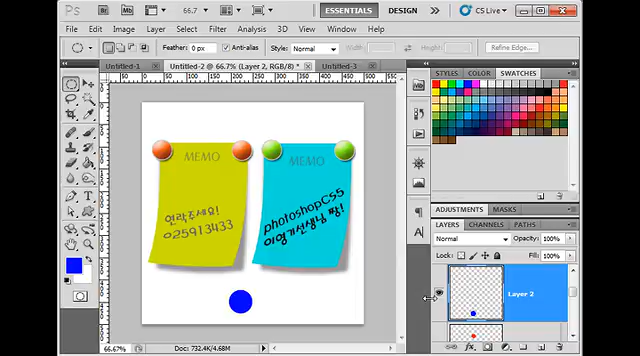 Ps Br Mb 66.7 ESSENTIALS DESIGN >> CS Live
File Edit Image Layer Select Filter Analysis 3D View Window Help
Feather: 0 px Anti-alias Style: Normal Width: Height: Refine Edge...
Untitled-1 × Untitled-2 @ 66.7% (Layer 2, RGB/8) * × Untitled-3 ×
STYLES COLOR SWATCHES
MEMO
연락주세요!
025913433
MEMO
photoshopCS5
이영기선생님 짱!
ADJUSTMENTS MASKS
LAYERS CHANNELS PATHS
Normal Opacity: 100%
Lock: Fill: 100%
Layer 2
66.67% Doc: 732.4K/4.68M